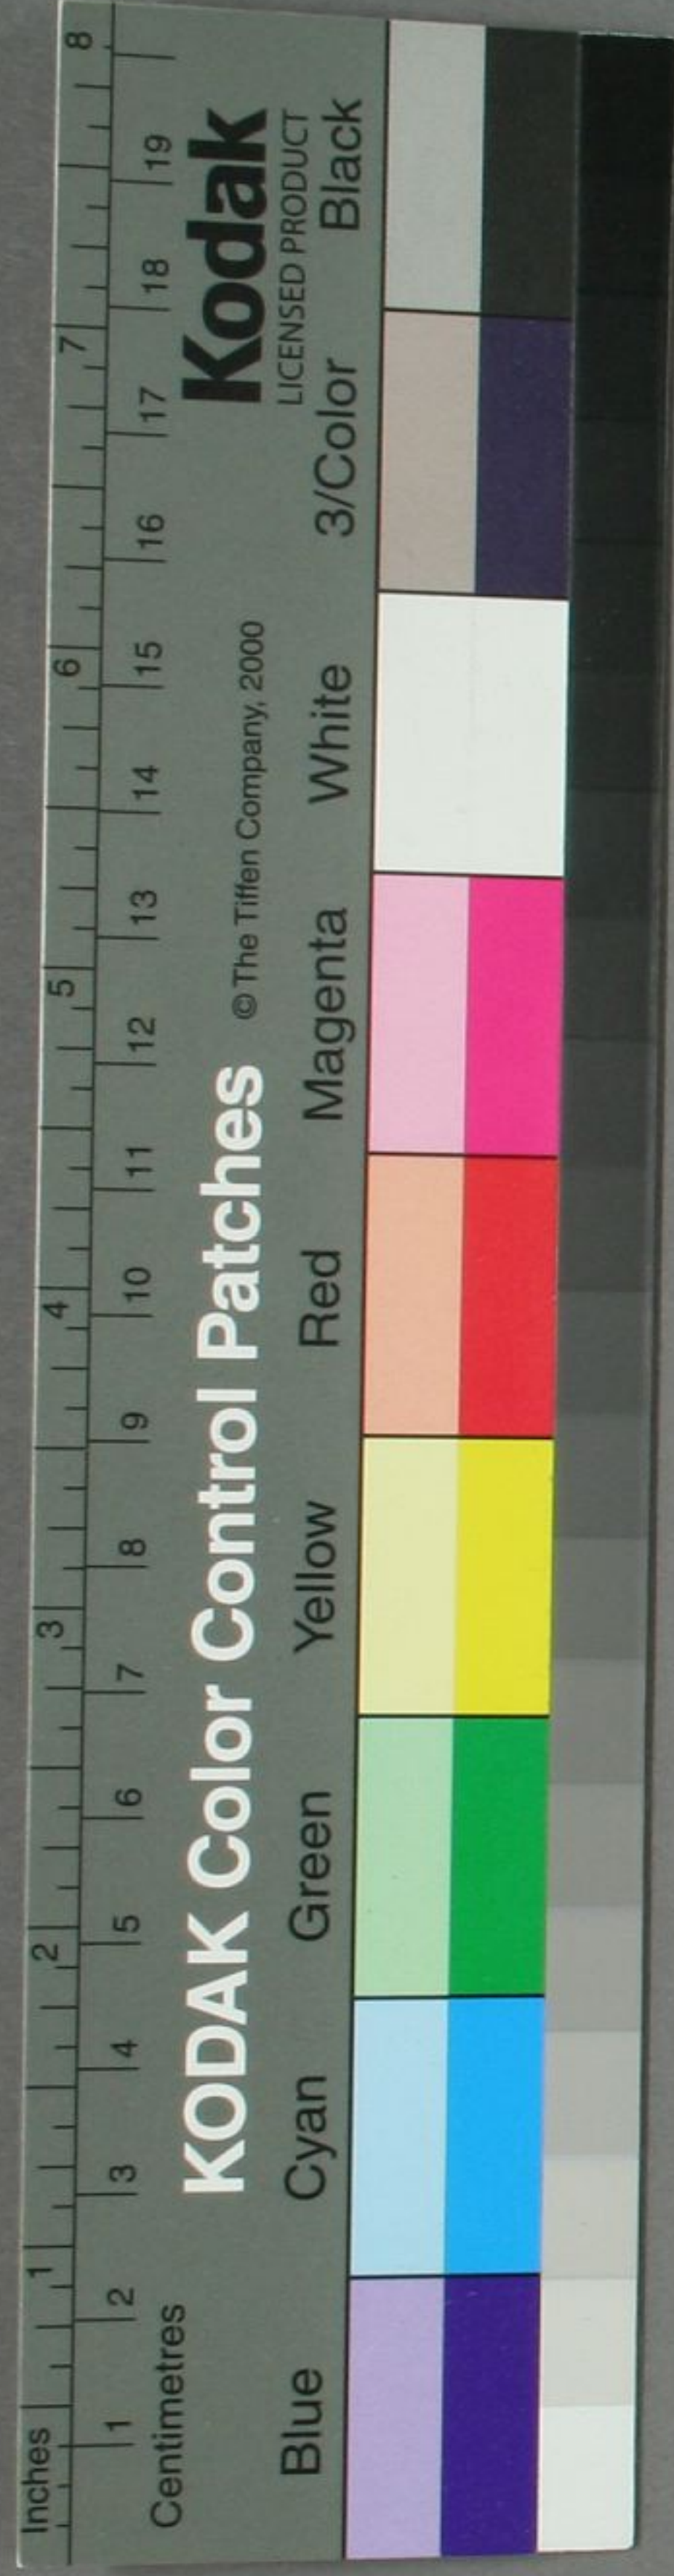 Inches 1 2 3 4 5 6 7 8
1 2 3 4 5 6 7 8 9 10 11 12 13 14 15 16 17 18 19
Centimetres
KODAK Color Control Patches © The Tiffen Company, 2000 Kodak
LICENSED PRODUCT
Blue Cyan Green Yellow Red Magenta White 3/Color Black